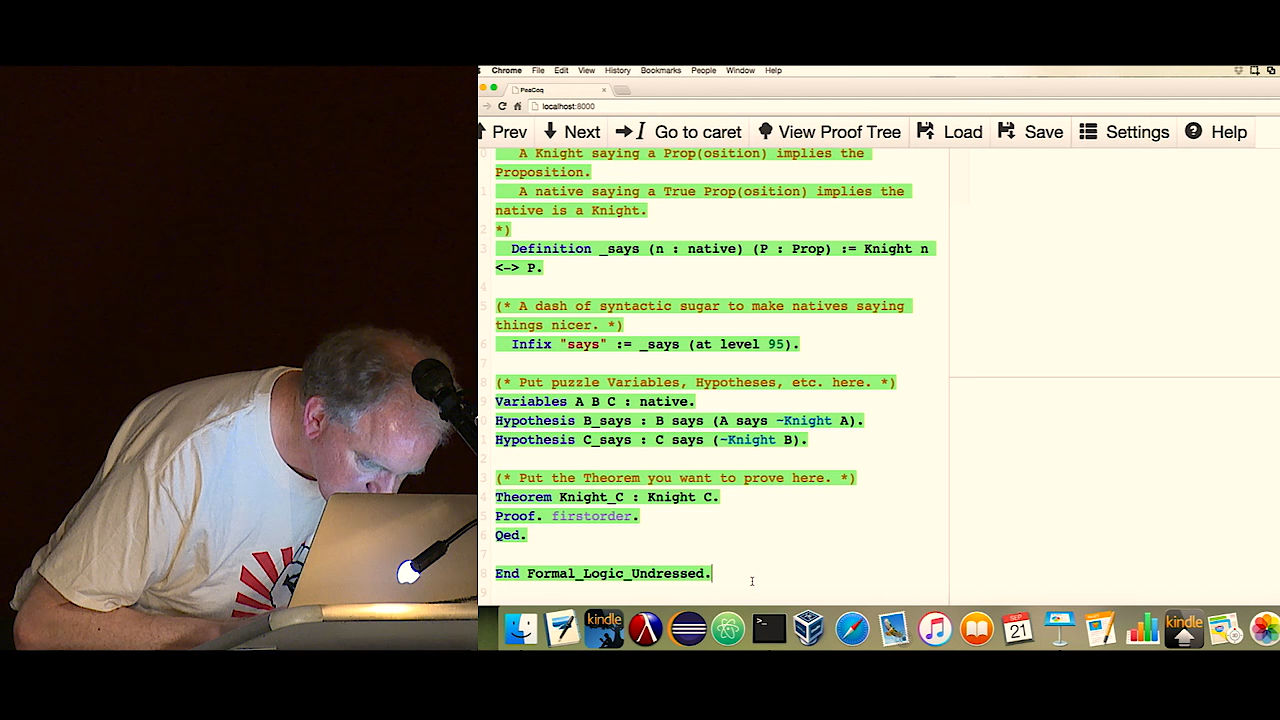 Chrome File Edit View History Bookmarks People Window Help
PeaCoq
localhost:8000
Prev Next Go to caret View Proof Tree Load Save Settings Help
A Knight saying a Prop(osition) implies the
Proposition.
A native saying a True Prop(osition) implies the
native is a Knight.
*)
Definition _says (n : native) (P : Prop) := Knight n
<-> P.
(* A dash of syntactic sugar to make natives saying
things nicer. *)
Infix "says" := _says (at level 95).
(* Put puzzle Variables, Hypotheses, etc. here. *)
Variables A B C : native.
Hypothesis B_says : B says (A says ~Knight A).
Hypothesis C_says : C says (~Knight B).
(* Put the Theorem you want to prove here. *)
Theorem Knight_C : Knight C.
Proof. firstorder.
Qed.
End Formal_Logic_Undressed.
kindle
SEP
21
kindle